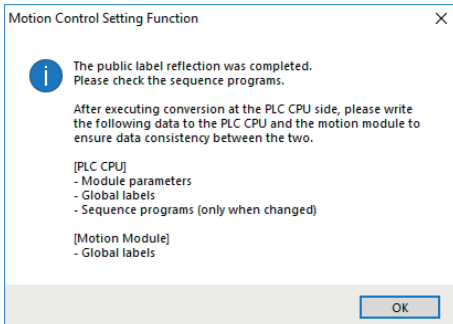 Motion Control Setting Function
The public label reflection was completed.
Please check the sequence programs.
After executing conversion at the PLC CPU side, please write
the following data to the PLC CPU and the motion module to
ensure data consistency between the two.
[PLC CPU]
- Module parameters
- Global labels
- Sequence programs (only when changed)
[Motion Module]
- Global labels
OK